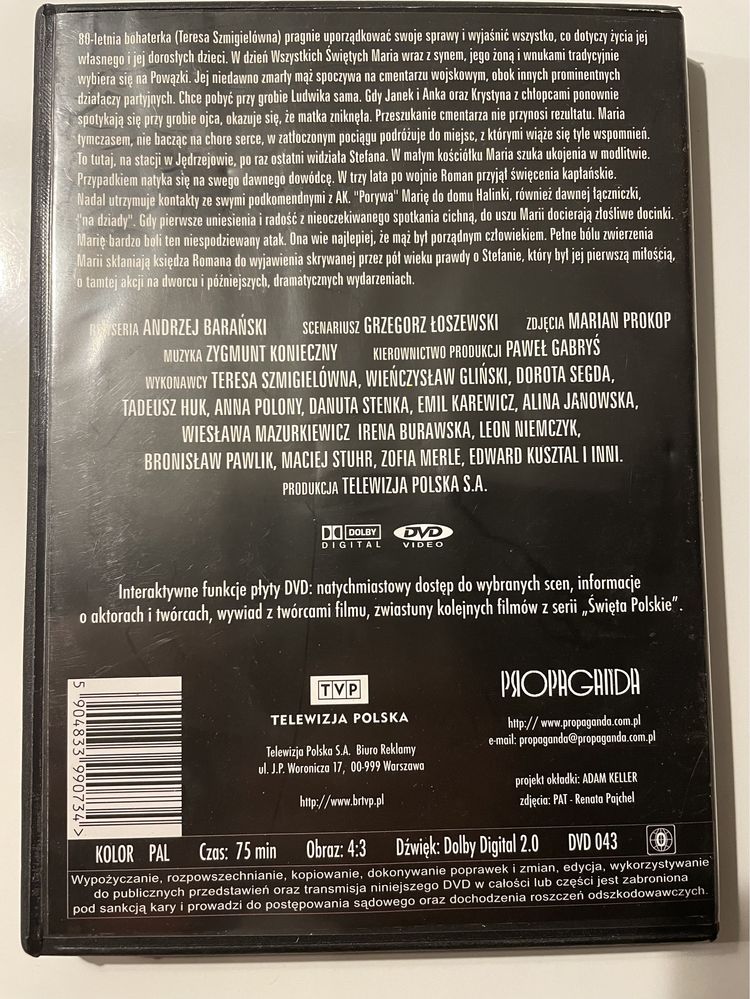 80-letnia bohaterka (Teresa Szmigielówna) pragnie uporządkować swoje sprawy i wyjaśnić wszystko, co dotyczy życia jej
własnego i jej dorosłych dzieci. W dzień Wszystkich Świętych Maria wraz z synem, jego żoną i wnukami tradycyjnie
wybiera się na Powązki. Jej niedawno zmarły mąż spoczywa na cmentarzu wojskowym, obok innych prominentnych
działaczy partyjnych. Chce pobyć przy grobie Ludwika sama. Gdy Janek i Anka oraz Krystyna z chłopcami ponownie
spotykają się przy grobie ojca, okazuje się, że matka zniknęła. Przeszukanie cmentarza nie przynosi rezultatu. Maria
tymczasem, nie bacząc na chore serce, w zatłoczonym pociągu podróżuje do miejsc, z którymi wiąże się tyle wspomnień.
To tutaj, na stacji w Jędrzejowie, po raz ostatni widziała Stefana. W małym kościółku Maria szuka ukojenia w modlitwie.
Przypadkiem natyka się na swego dawnego dowódcę. W trzy lata po wojnie Roman przyjął święcenia kapłańskie.
Nadal utrzymuje kontakty ze swymi podkomendnymi z AK. "Porywa" Marię do domu Halinki, również dawnej łączniczki,
"na dziady". Gdy pierwsze uniesienia i radość z nieoczekiwanego spotkania cichną, do uszu Marii docierają złośliwe docinki.
Marię bardzo boli ten niespodziewany atak. Ona wie najlepiej, że mąż był porządnym człowiekiem. Pełne bólu zwierzenia
Marii skłaniają księdza Romana do wyjawienia skrywanej przez pół wieku prawdy o Stefanie, który był jej pierwszą miłością,
o tamtej akcji na dworcu i późniejszych, dramatycznych wydarzeniach.
REŻYSERIA ANDRZEJ BARAŃSKI SCENARIUSZ GRZEGORZ ŁOSZEWSKI ZDJĘCIA MARIAN PROKOP
MUZYKA ZYGMUNT KONIECZNY KIEROWNICTWO PRODUKCJI PAWEŁ GABRYŚ
WYKONAWCY TERESA SZMIGIELÓWNA, WIEŃCZYSŁAW GLIŃSKI, DOROTA SEGDA,
TADEUSZ HUK, ANNA POLONY, DANUTA STENKA, EMIL KAREWICZ, ALINA JANOWSKA,
WIESŁAWA MAZURKIEWICZ IRENA BURAWSKA, LEON NIEMCZYK,
BRONISŁAW PAWLIK, MACIEJ STUHR, ZOFIA MERLE, EDWARD KUSZTAL I INNI.
PRODUKCJA TELEWIZJA POLSKA S.A.
DOLBY DIGITAL DVD VIDEO
Interaktywne funkcje płyty DVD: natychmiastowy dostęp do wybranych scen, informacje
o aktorach i twórcach, wywiad z twórcami filmu, zwiastuny kolejnych filmów z serii „Święta Polskie”.
5 904833 990734 >
TVP
TELEWIZJA POLSKA
Telewizja Polska S.A. Biuro Reklamy
ul. J.P. Woronicza 17, 00-999 Warszawa
http://www.brtvp.pl
PROPAGANDA
http:// www.propaganda.com.pl
e-mail: propaganda@propaganda.com.pl
projekt okładki: ADAM KELLER
zdjęcia: PAT - Renata Pajchel
KOLOR PAL Czas: 75 min Obraz: 4:3 Dźwięk: Dolby Digital 2.0 DVD 043 0
Wypożyczanie, rozpowszechnianie, kopiowanie, dokonywanie poprawek i zmian, edycja, wykorzystywanie
do publicznych przedstawień oraz transmisja niniejszego DVD w całości lub części jest zabroniona
pod sankcją kary i prowadzi do postępowania sądowego oraz dochodzenia roszczeń odszkodowawczych.